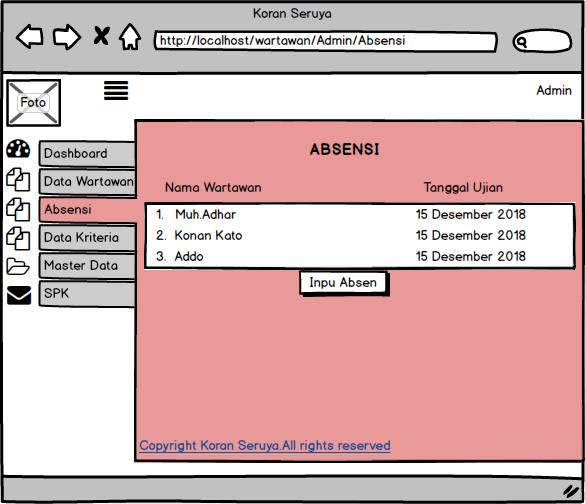 Koran Seruya
http://localhost/wartawan/Admin/Absensi
Foto
Admin
Dashboard
Data Wartawan
Absensi
Data Kriteria
Master Data
SPK
ABSENSI
Nama Wartawan Tanggal Ujian
1. Muh.Adhar 15 Desember 2018
2. Konan Kato 15 Desember 2018
3. Addo 15 Desember 2018
Inpu Absen
Copyright Koran Seruya.All rights reserved